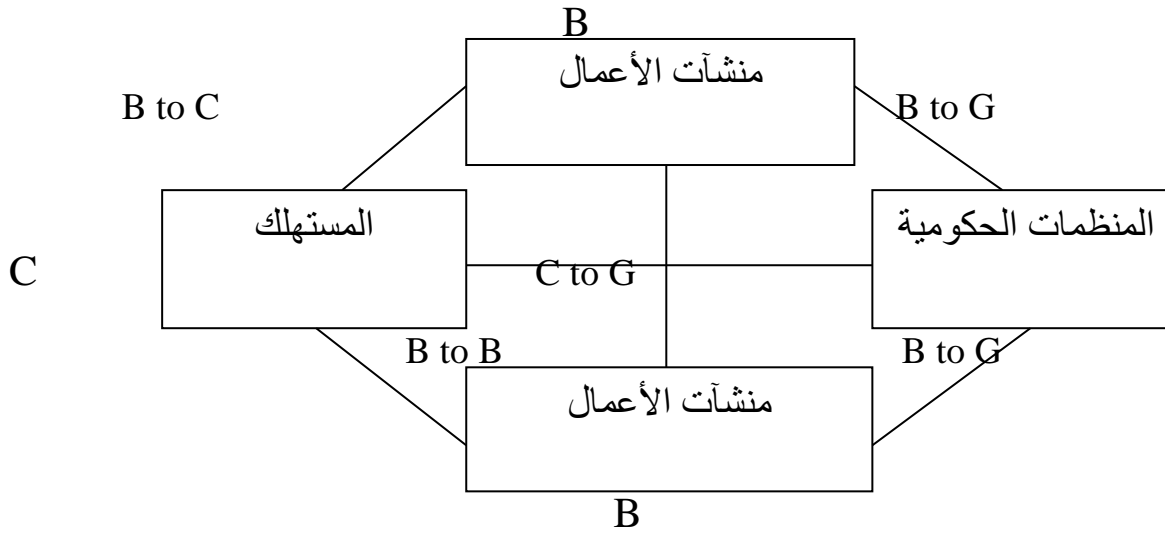 B
منشآت الأعمال
B to C
B to G
المستهلك
المنظمات الحكومية
C
C to G
B to B
B to G
منشآت الأعمال
B